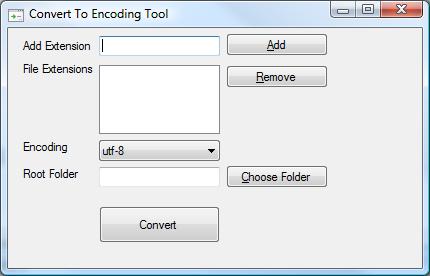 Convert To Encoding Tool
Add Extension
Add
File Extensions
Remove
Encoding
utf-8
Root Folder
Choose Folder
Convert